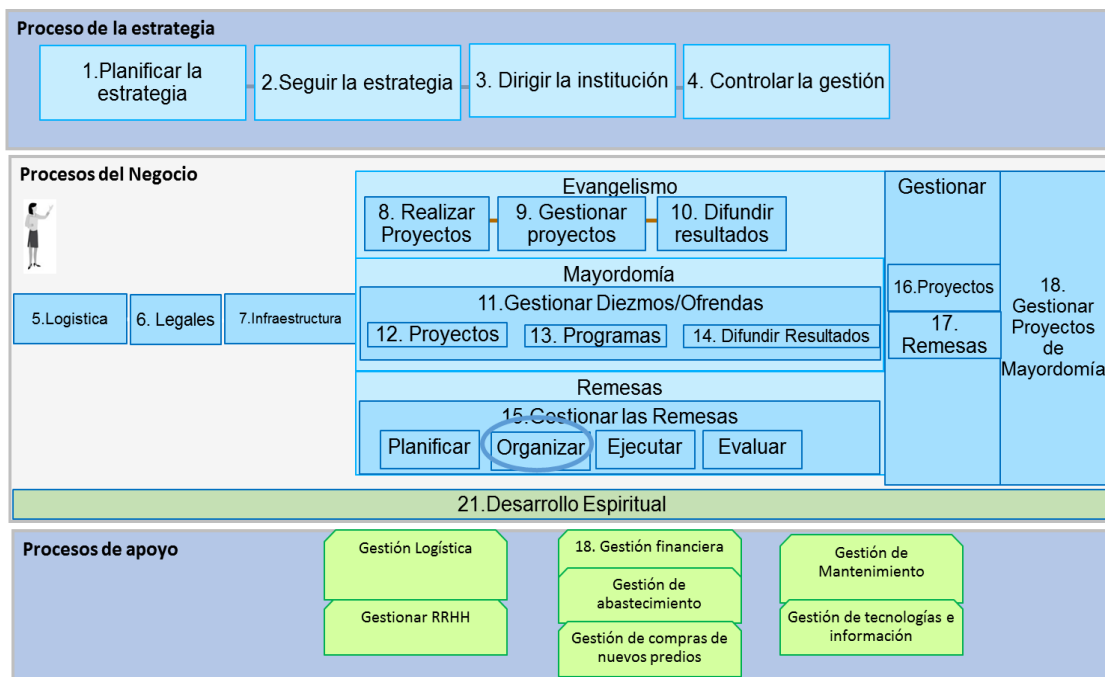 Proceso de la estrategia
1.Planificar la
estrategia
2.Seguir la estrategia
3. Dirigir la institución
4. Controlar la gestión
Procesos del Negocio
5.Logistica
6. Legales
7.Infraestructura
Evangelismo
8. Realizar
Proyectos
9. Gestionar
proyectos
10. Difundir
resultados
Mayordomía
11.Gestionar Diezmos/Ofrendas
12. Proyectos
13. Programas
14. Difundir Resultados
Remesas
15.Gestionar las Remesas
Planificar
Organizar
Ejecutar
Evaluar
Gestionar
16.Proyectos
17.
Remesas
18.
Gestionar
Proyectos
de
Mayordomía
21.Desarrollo Espiritual
Procesos de apoyo
Gestión Logística
Gestionar RRHH
18. Gestión financiera
Gestión de
abastecimiento
Gestión de compras de
nuevos predios
Gestión de
Mantenimiento
Gestión de tecnologías e
información